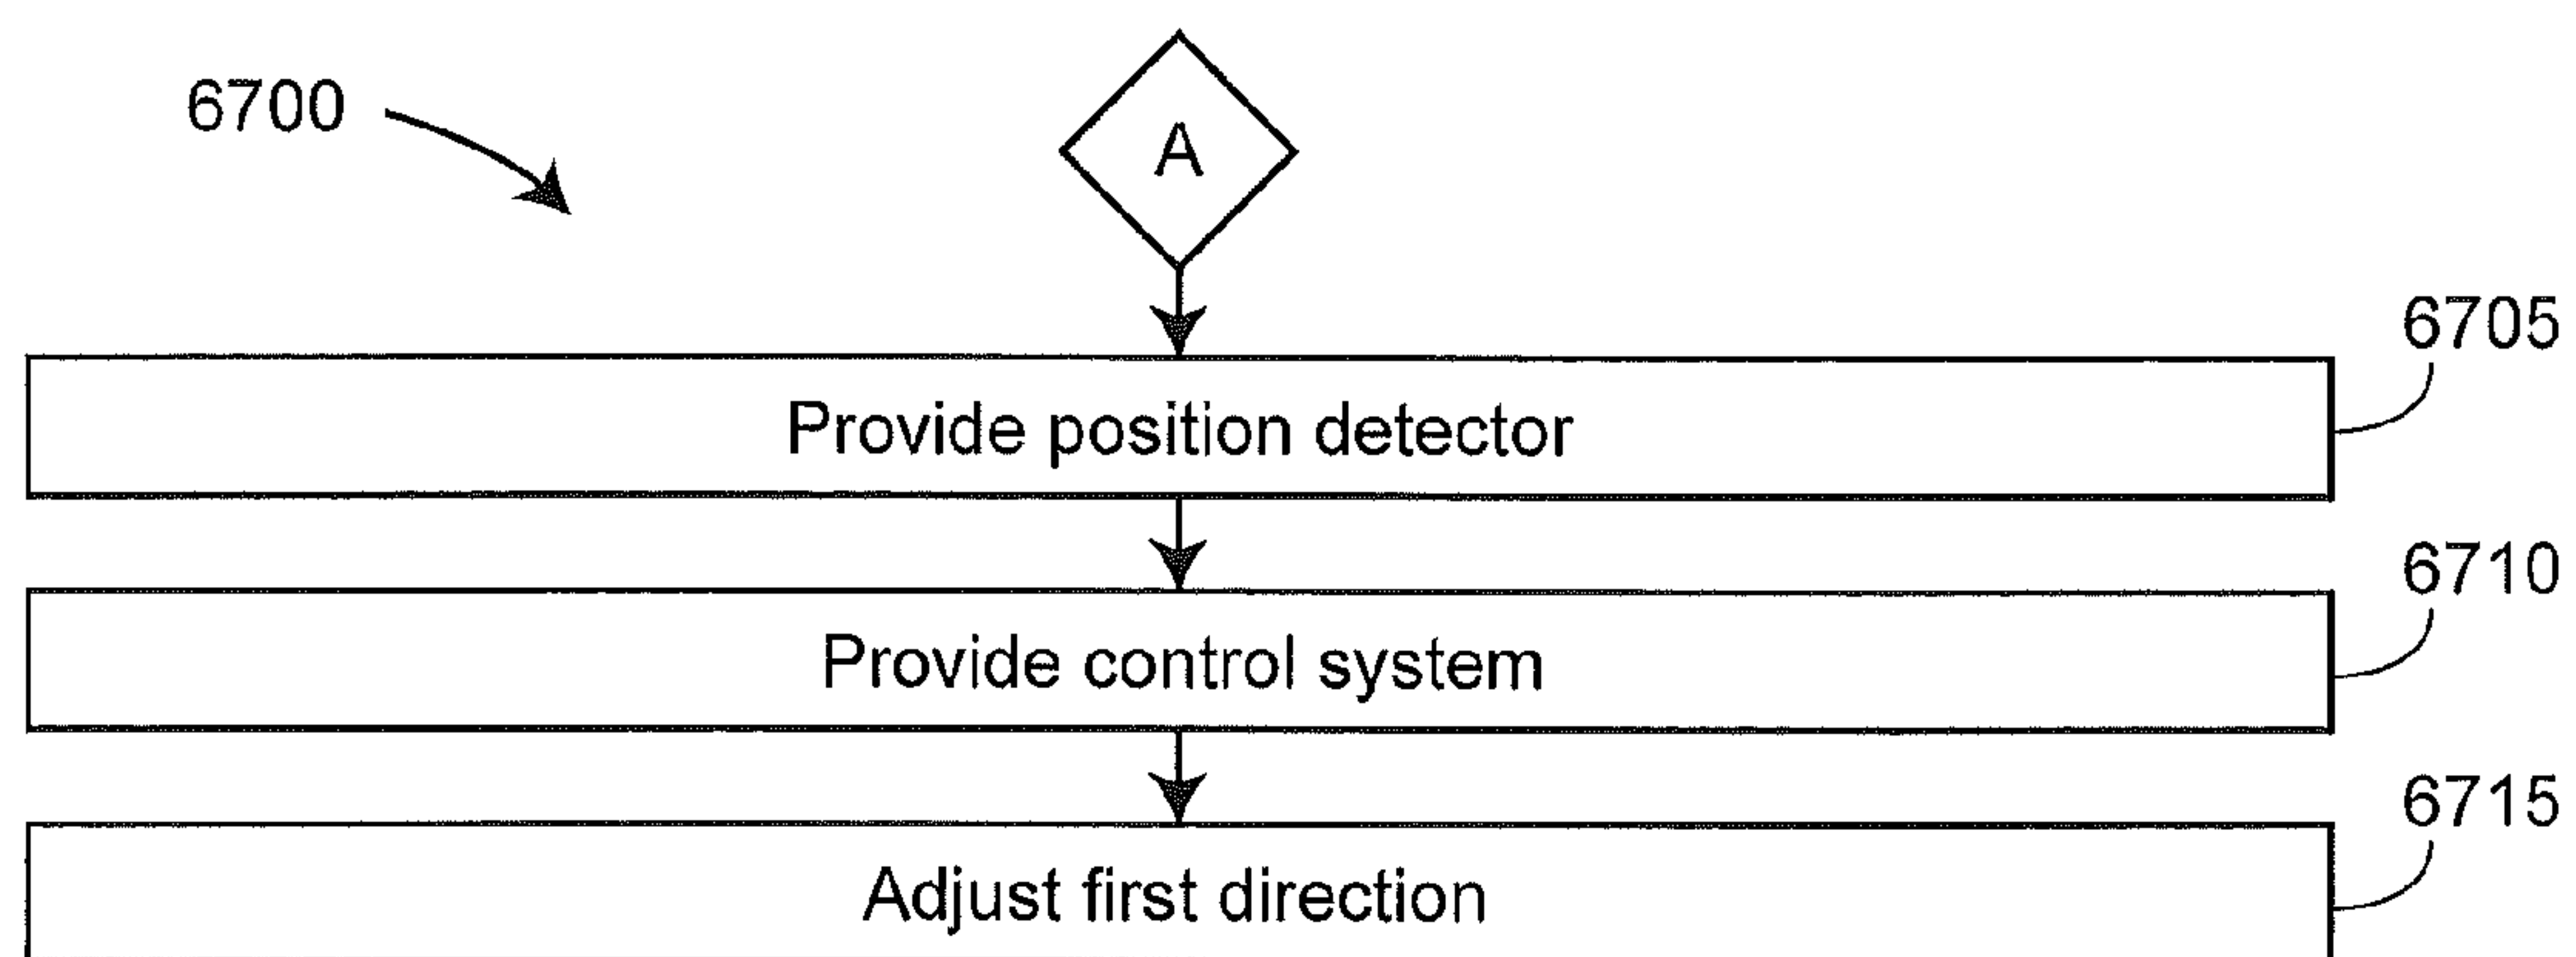 6700
A
6705
Provide position detector
6710
Provide control system
6715
Adjust first direction